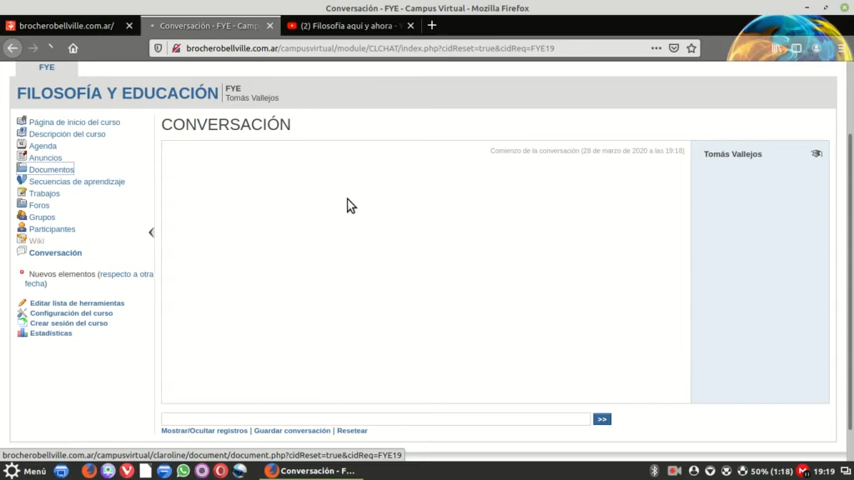 Conversación - FYE - Campus Virtual - Mozilla Firefox
brocherobellville.com.ar/
Conversación - FYE - Camp
(2) Filosofía aquí y ahora - Y
brocherobellville.com.ar/campusvirtual/module/CLCHAT/index.php?cidReset=true&cidReq=FYE19
FYE
FILOSOFÍA Y EDUCACIÓN
FYE
Tomás Vallejos
Página de inicio del curso
Descripción del curso
Agenda
Anuncios
Documentos
Secuencias de aprendizaje
Trabajos
Foros
Grupos
Participantes
Wiki
Conversación
Nuevos elementos (respecto a otra
fecha)
Editar lista de herramientas
Configuración del curso
Crear sesión del curso
Estadísticas
CONVERSACIÓN
Comienzo de la conversación (28 de marzo de 2020 a las 19:18)
Tomás Vallejos
>>
Mostrar/Ocultar registros | Guardar conversación | Resetear
brocherobellville.com.ar/campusvirtual/claroline/document/document.php?cidReset=true&cidReq=FYE19
Menú
Conversación - F...
50% (1:18)
19:19